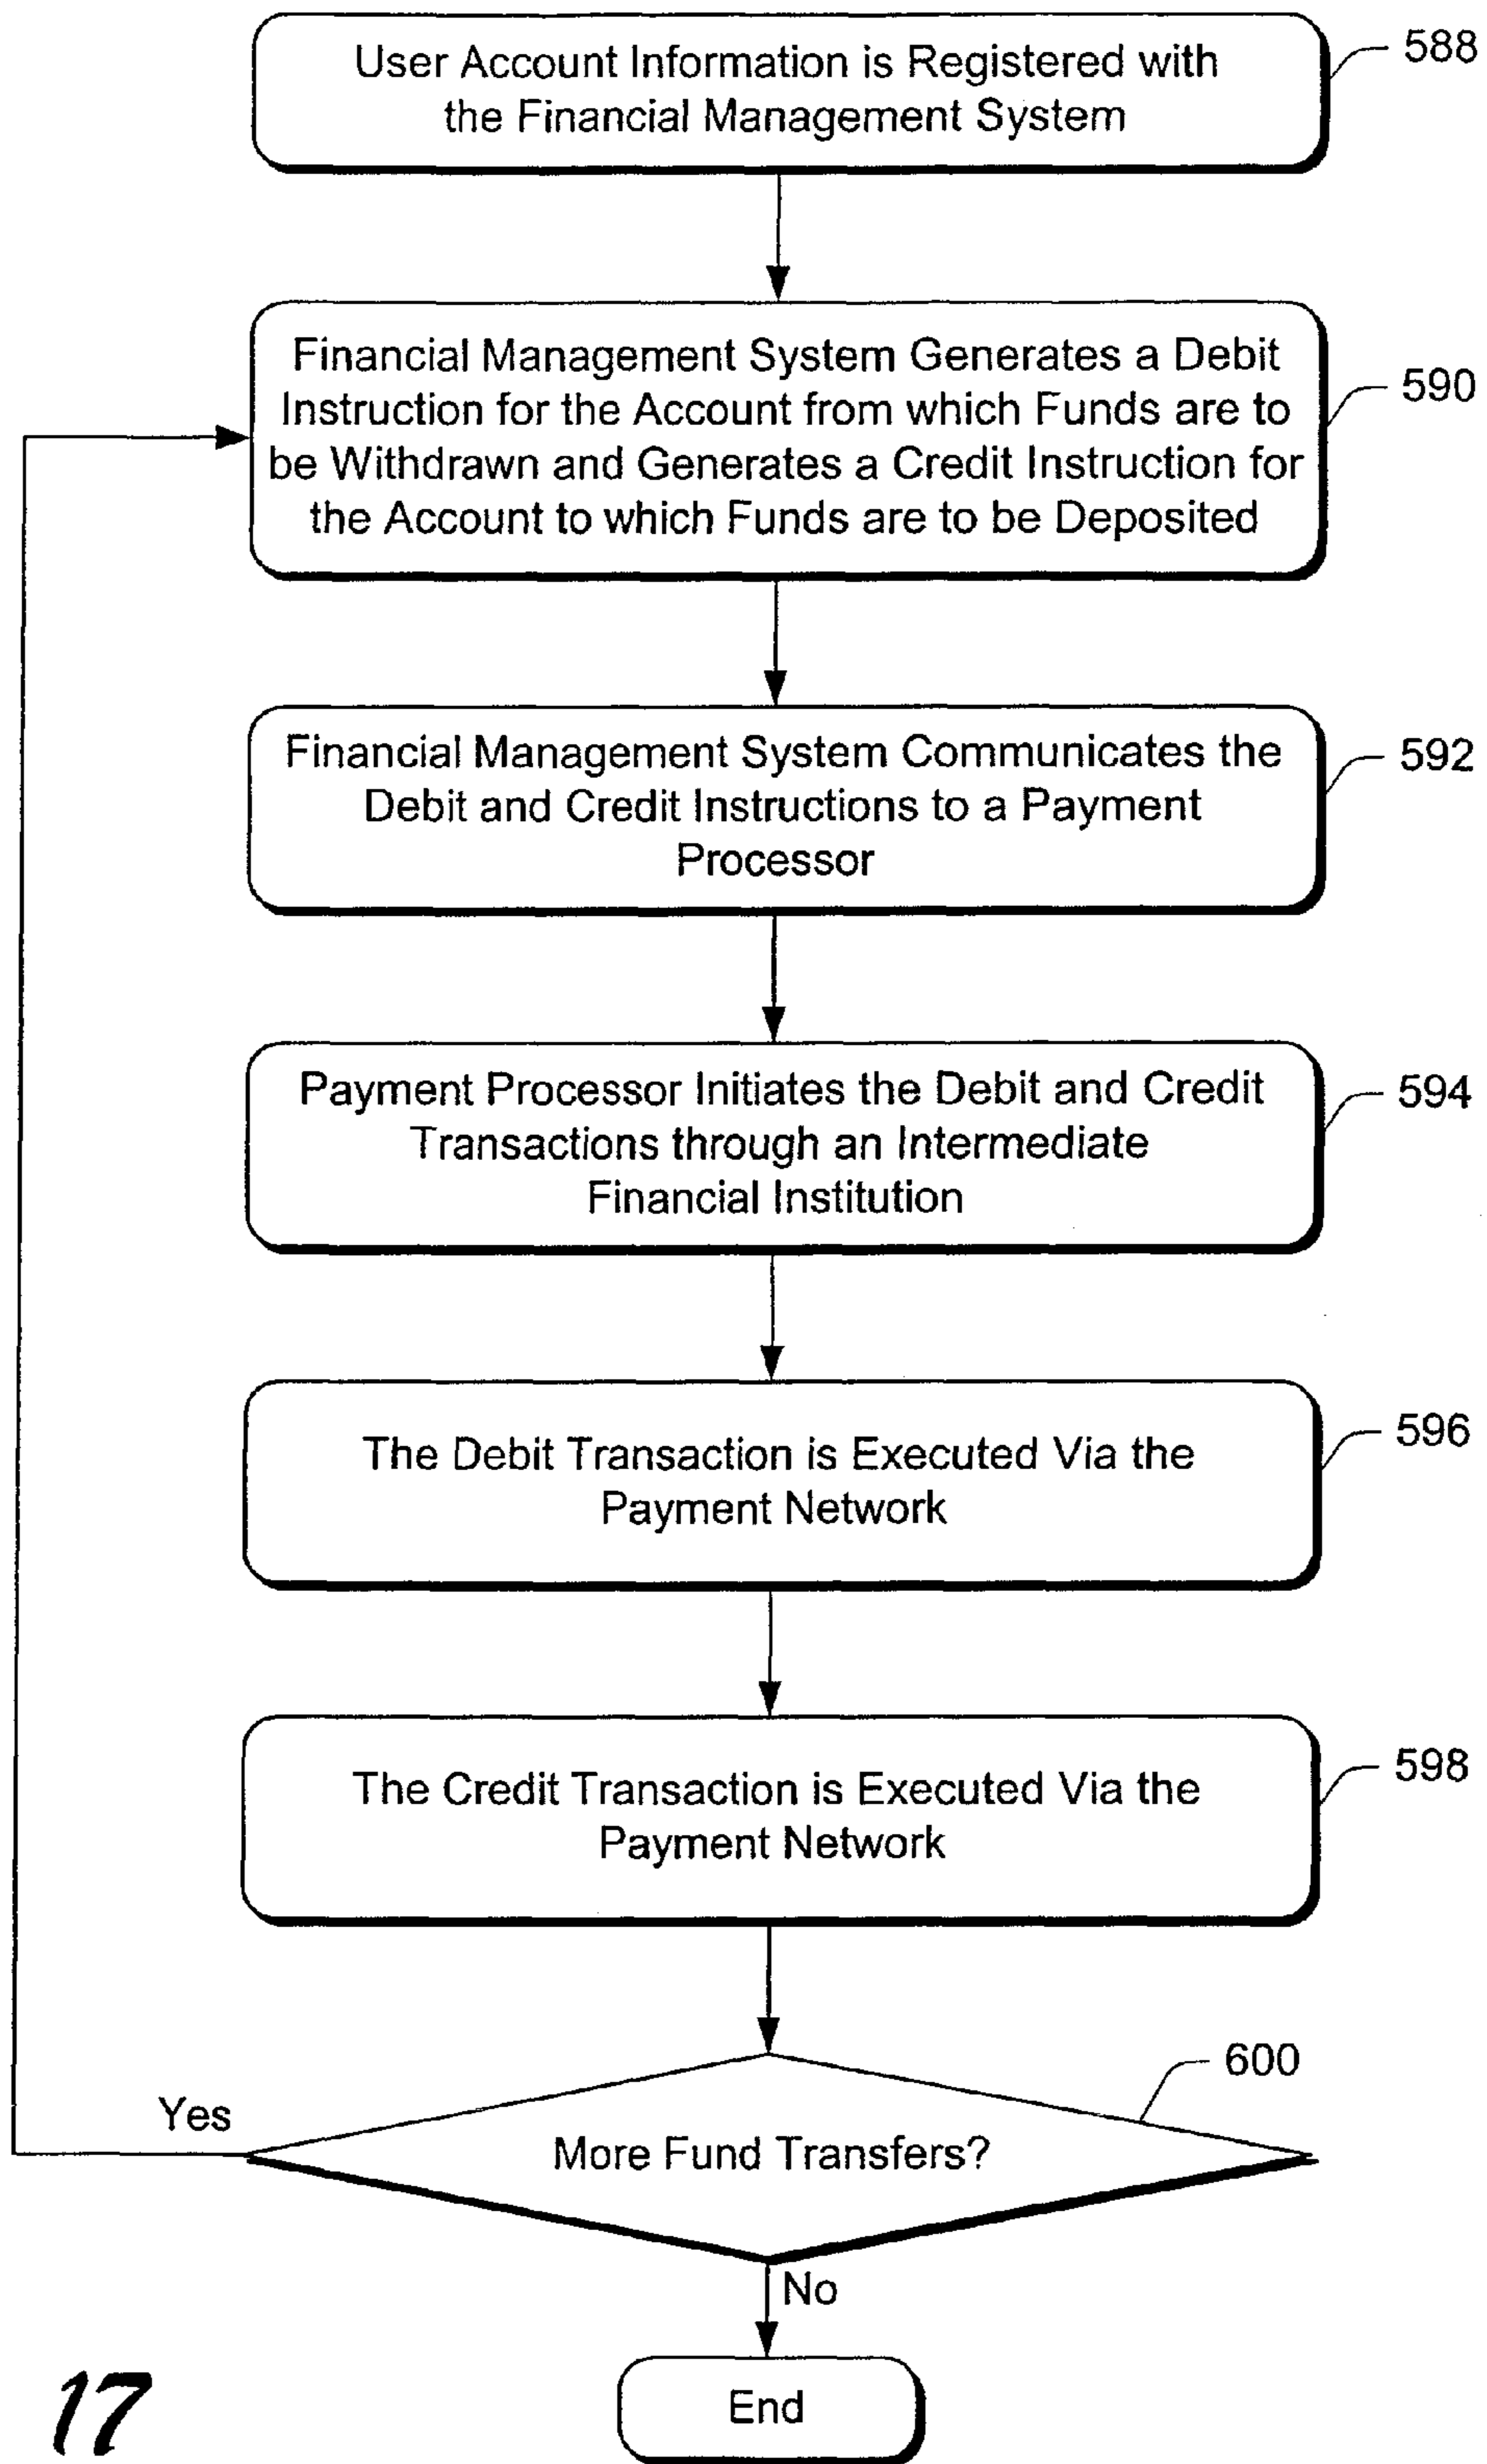 User Account Information is Registered with
the Financial Management System
588
Financial Management System Generates a Debit
Instruction for the Account from which Funds are to
be Withdrawn and Generates a Credit Instruction for
the Account to which Funds are to be Deposited
590
Financial Management System Communicates the
Debit and Credit Instructions to a Payment
Processor
592
Payment Processor Initiates the Debit and Credit
Transactions through an Intermediate
Financial Institution
594
The Debit Transaction is Executed Via the
Payment Network
596
The Credit Transaction is Executed Via the
Payment Network
598
600
Yes
More Fund Transfers?
No
End
17